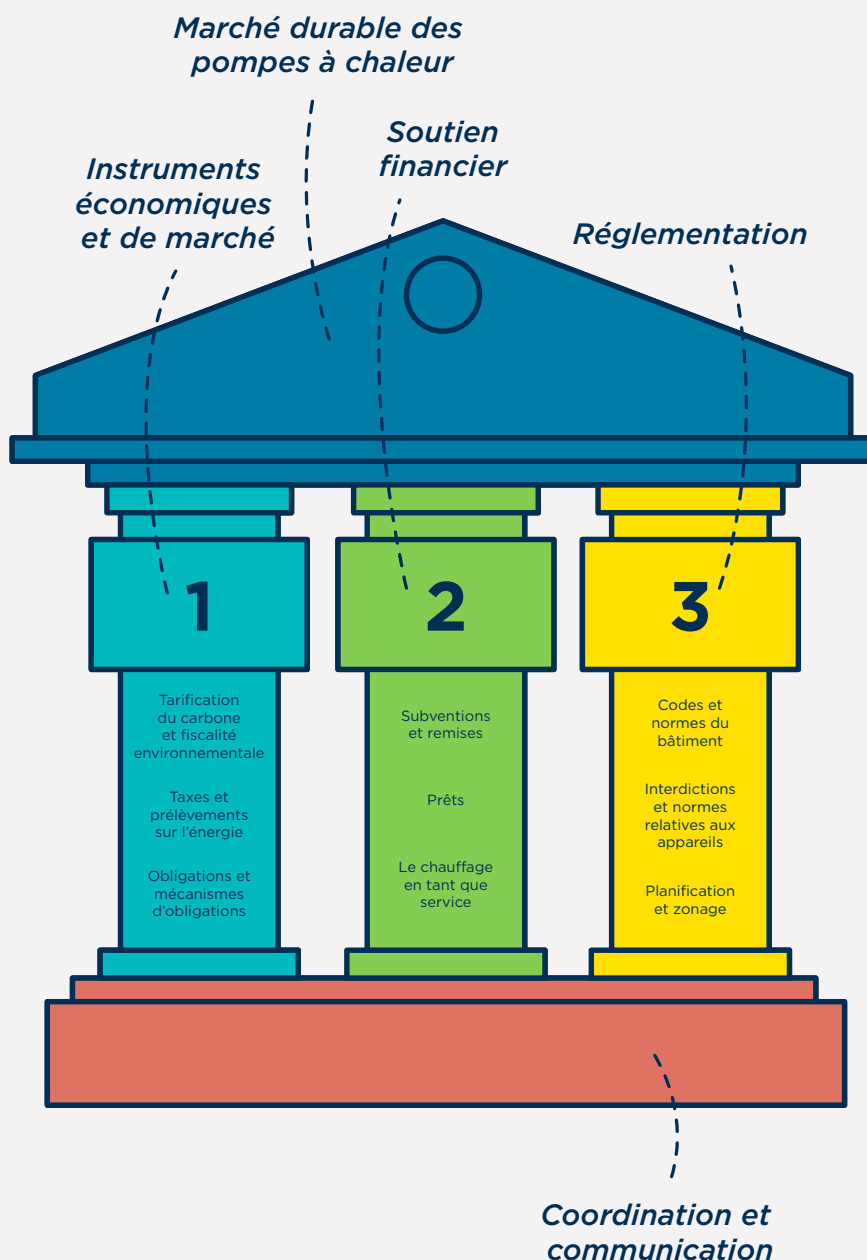 Marché durable des
pompes à chaleur
Soutien
financier
Instruments
économiques
et de marché
Réglementation
1
2
3
Tarification
du carbone
et fiscalité
environnementale
Taxes et
prélèvements
sur l’énergie
Obligations et
mécanismes
d’obligations
Subventions
et remises
Prêts
Le chauffage
en tant que
service
Codes et
normes du
bâtiment
Interdictions
et normes
relatives aux
appareils
Planification
et zonage
Coordination et
communication